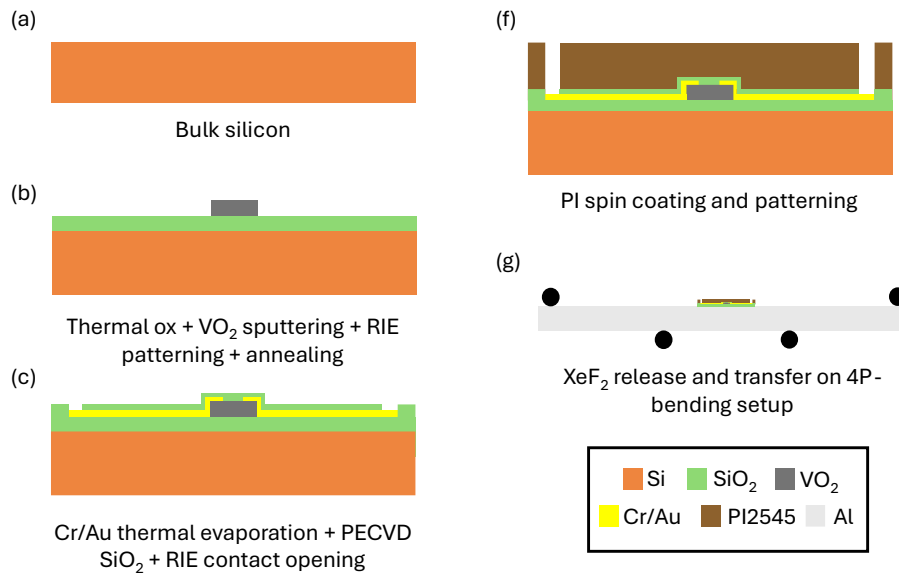 (a)
Bulk silicon
(b)
Thermal ox + VO₂ sputtering + RIE
patterning + annealing
(c)
Cr/Au thermal evaporation + PECVD
SiO₂ + RIE contact opening
(f)
PI spin coating and patterning
(g)
XeF₂ release and transfer on 4P-
bending setup
Si SiO₂ VO₂
Cr/Au PI2545 Al